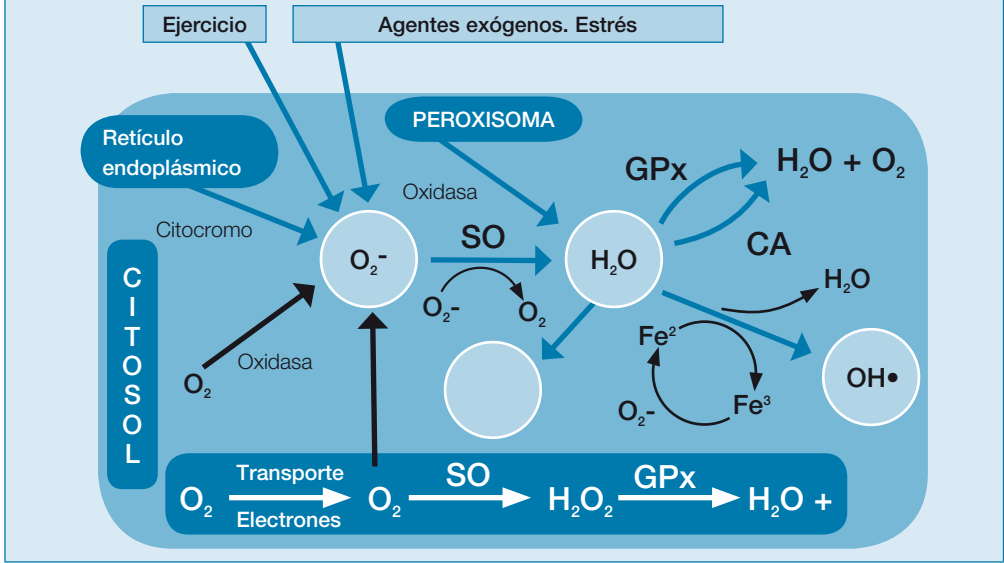 Ejercicio
Agentes exógenos. Estrés
Retículo
endoplásmico
PEROXISOMA
GPx
H₂O + O₂
Oxidasa
Citocromo
SO
CA
O₂-
H₂O
H₂O
O₂-
O₂
CITOSOL
Oxidasa
O₂
Fe²
Fe³
O₂-
OH•
Transporte
Electrones
O₂
O₂
SO
H₂O₂
GPx
H₂O +